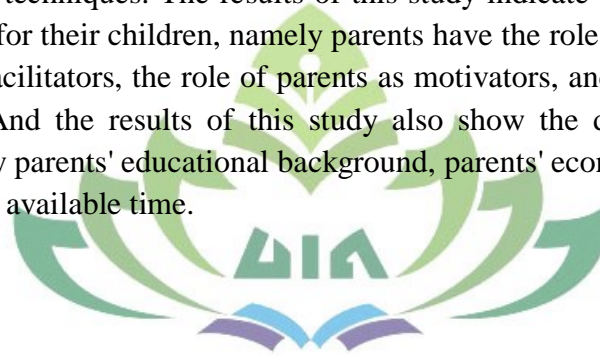 techniques. The results of this study indicate
for their children, namely parents have the role
acilitators, the role of parents as motivators, an
And the results of this study also show the
y parents' educational background, parents' econ
available time.
UIN